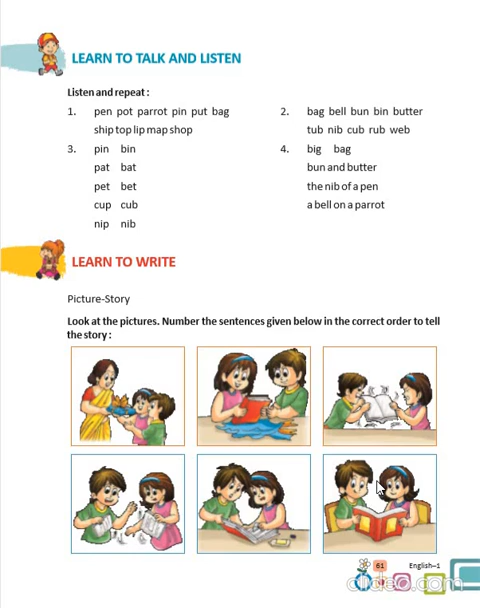 LEARN TO TALK AND LISTEN
Listen and repeat :
1. pen pot parrot pin put bag
ship top lip map shop
2. bag bell bun bin butter
tub nib cub rub web
3. pin bin
pat bat
pet bet
cup cub
nip nib
4. big bag
bun and butter
the nib of a pen
a bell on a parrot
LEARN TO WRITE
Picture-Story
Look at the pictures. Number the sentences given below in the correct order to tell
the story :
61 English–1
clideo.com